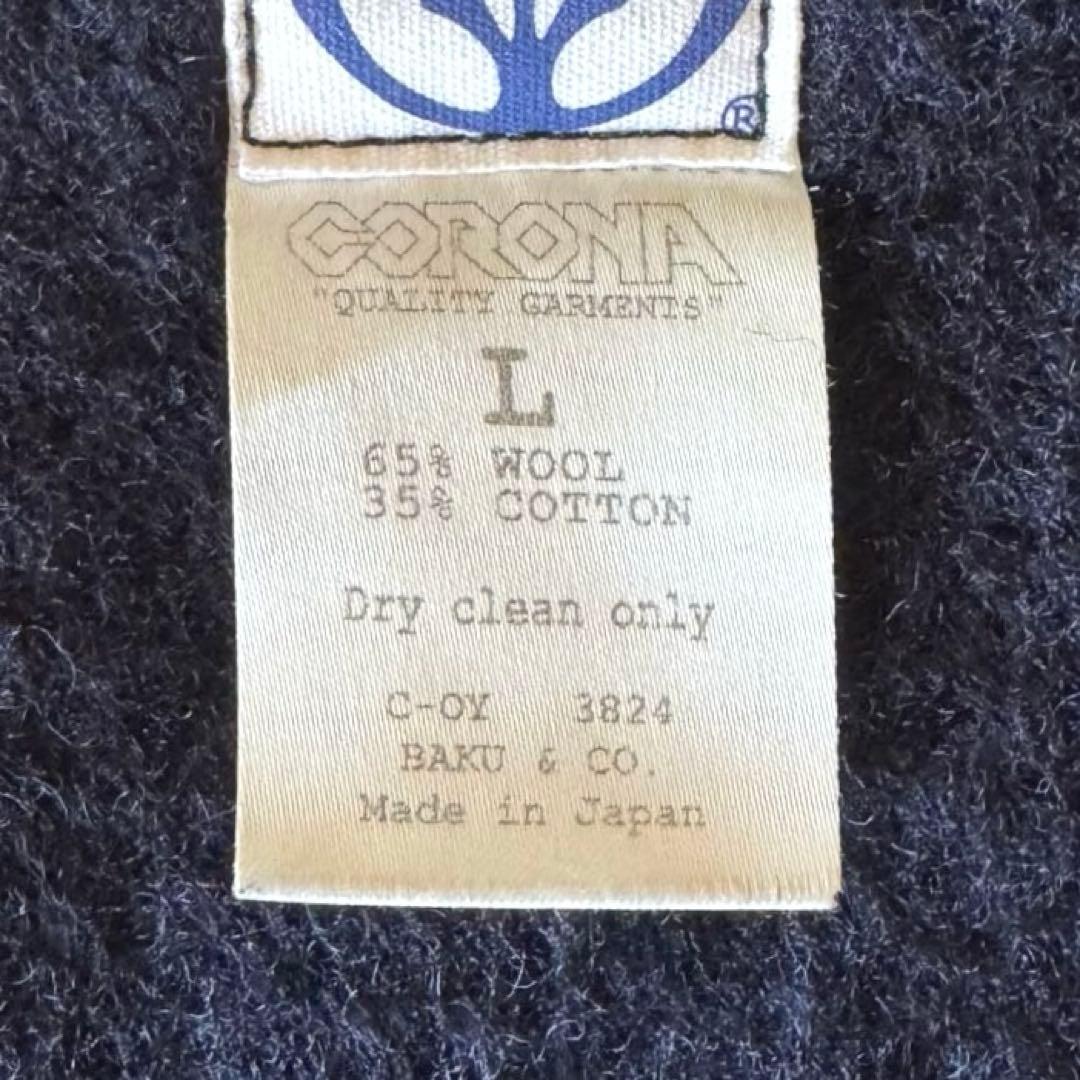 ®
CORONA
"QUALITY GARMENTS"
L
65% WOOL
35% COTTON
Dry clean only
C-OY 3824
BAKU & CO.
Made in Japan